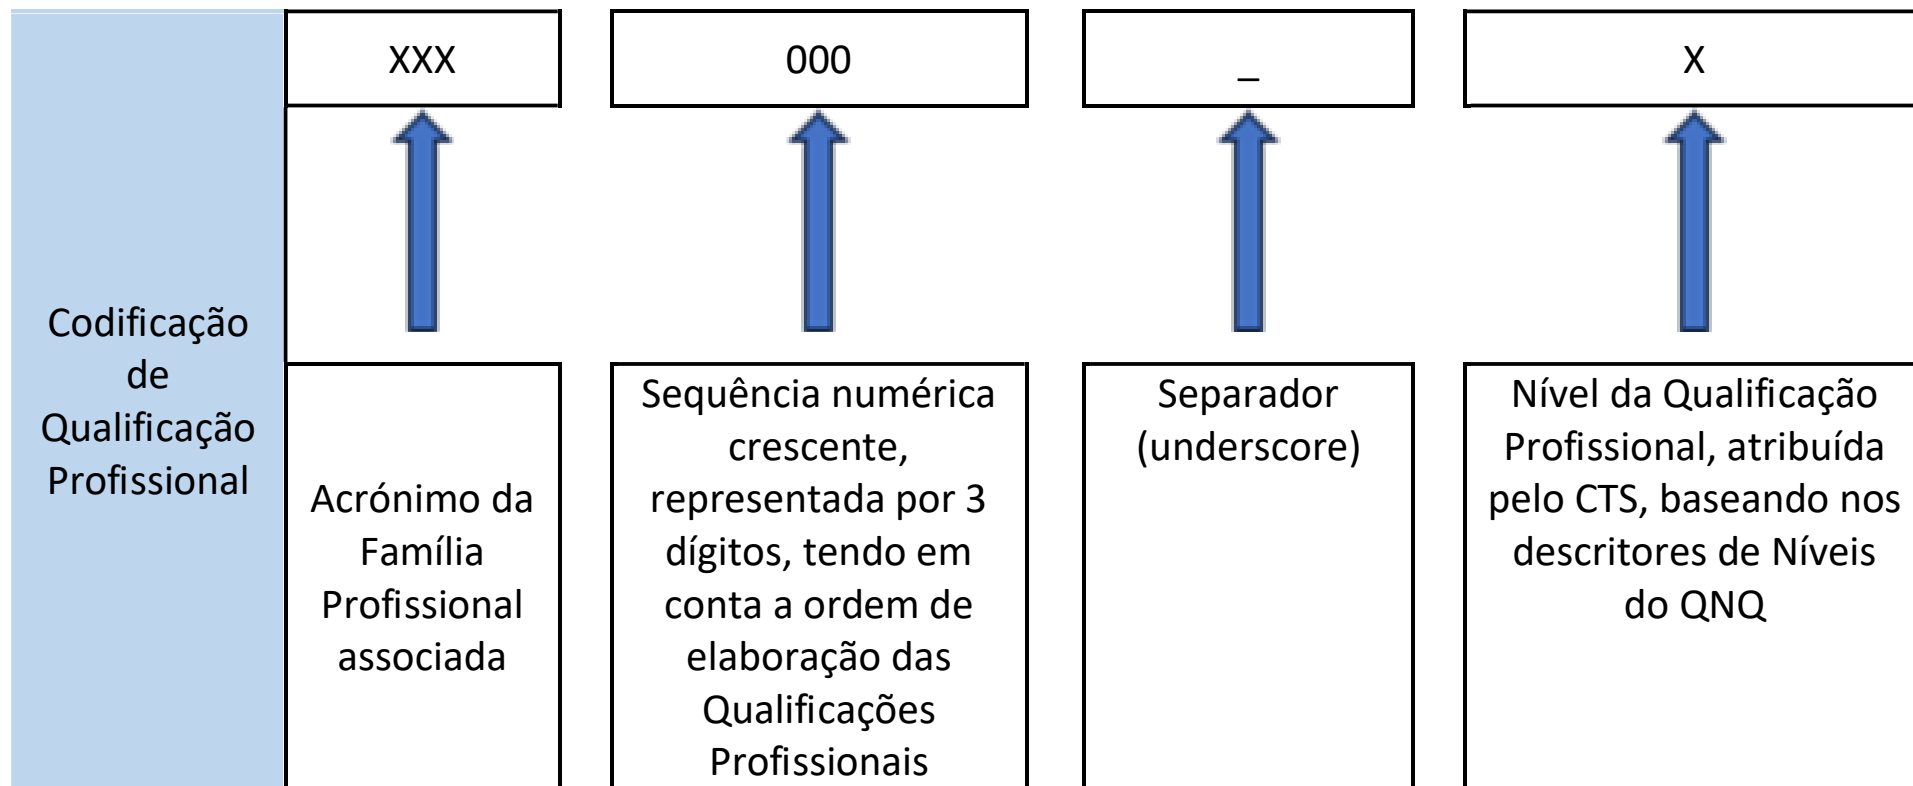 XXX
000
_
X
Codificação
de
Qualificação
Profissional
Acrónimo da
Família
Profissional
associada
Sequência numérica
crescente,
representada por 3
dígitos, tendo em
conta a ordem de
elaboração das
Qualificações
Profissionais
Separador
(underscore)
Nível da Qualificação
Profissional, atribuída
pelo CTS, baseando nos
descritores de Níveis
do QNQ